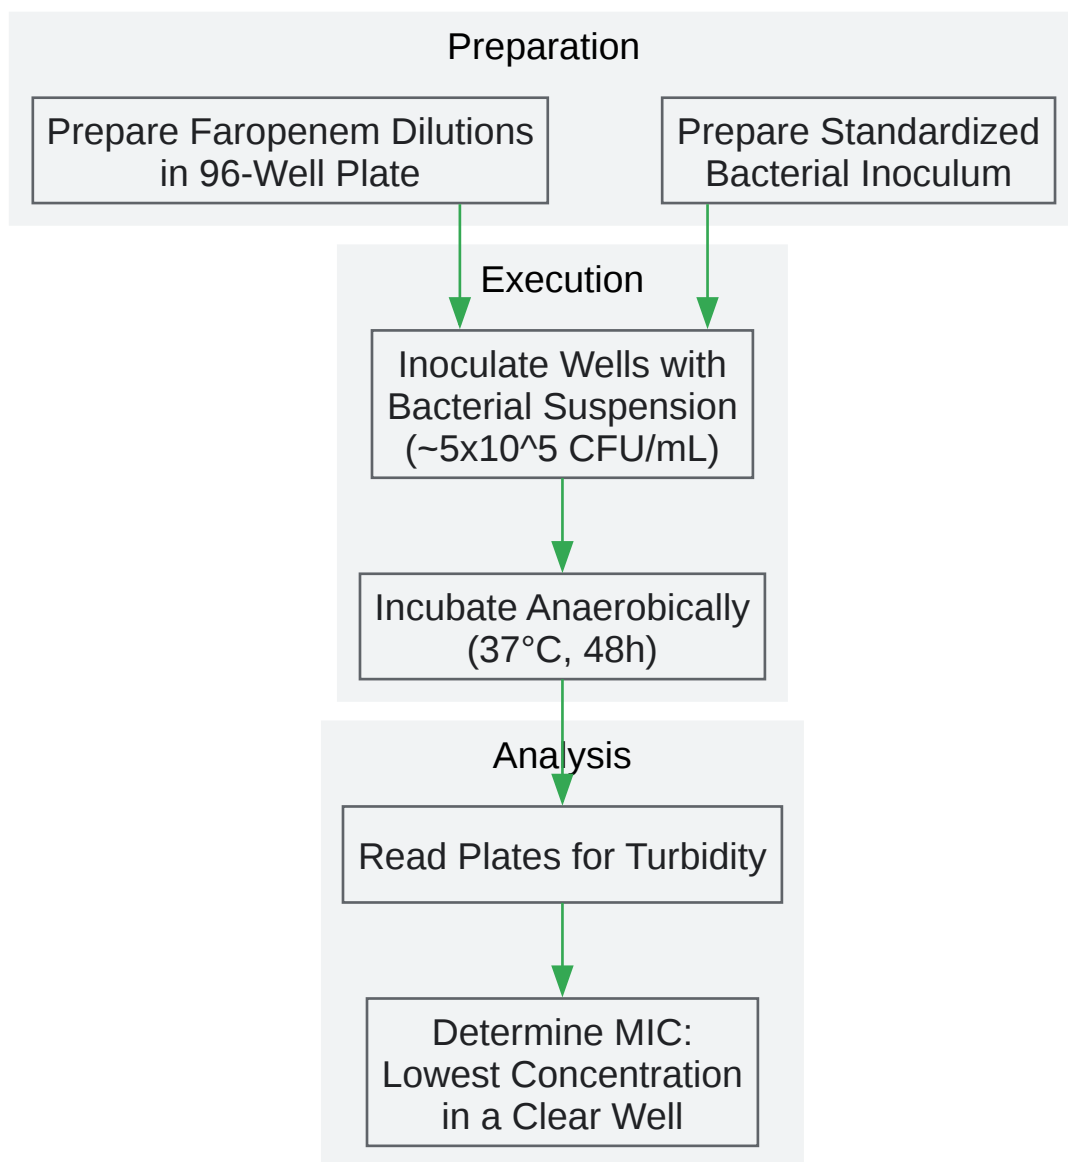 Preparation
Prepare Faropenem Dilutions
in 96-Well Plate
Prepare Standardized
Bacterial Inoculum
Execution
Inoculate Wells with
Bacterial Suspension
(~5x10^5 CFU/mL)
Incubate Anaerobically
(37°C, 48h)
Analysis
Read Plates for Turbidity
Determine MIC:
Lowest Concentration
in a Clear Well